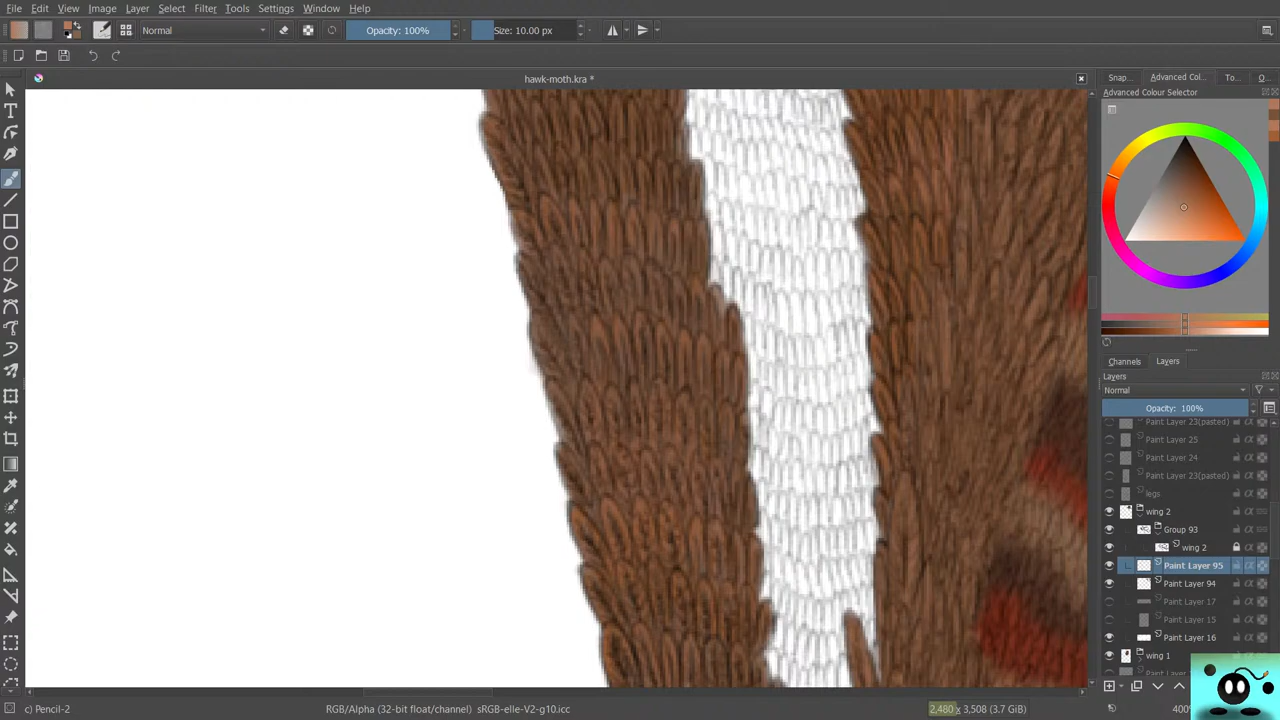 File Edit View Image Layer Select Filter Tools Settings Window Help
Normal Opacity: 100% Size: 10.00 px
hawk-moth.kra *
Snap... Advanced Col... To... O...
Advanced Colour Selector
Channels Layers
Layers
Normal
Opacity: 100%
Paint Layer 23(pasted)
Paint Layer 25
Paint Layer 24
Paint Layer 23(pasted)
legs
wing 2
Group 93
wing 2
Paint Layer 95
Paint Layer 94
Paint Layer 17
Paint Layer 15
Paint Layer 16
wing 1
c) Pencil-2 RGB/Alpha (32-bit float/channel) sRGB-elle-V2-g10.icc 2,480 x 3,508 (3.7 GiB) 400%